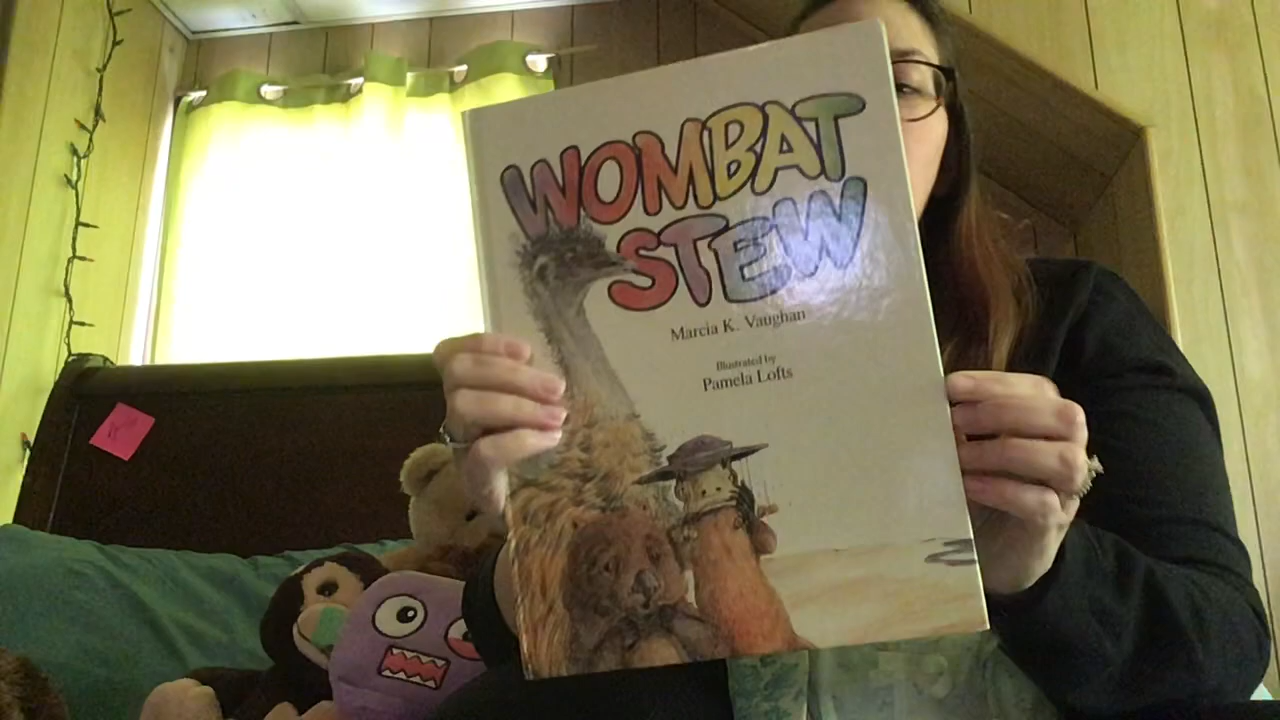 WOMBAT
STEW
Marcia K. Vaughan
Illustrated by
Pamela Lofts